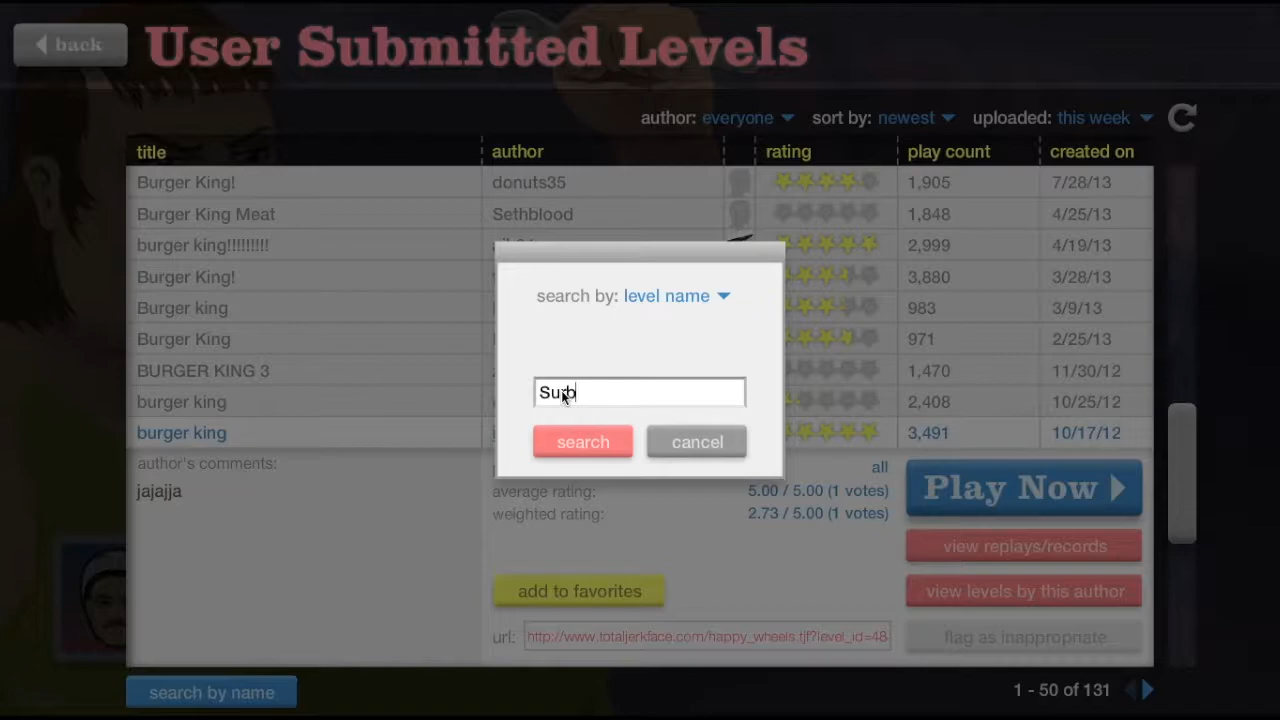 back
User Submitted Levels
author: everyone sort by: newest uploaded: this week
title author rating play count created on
Burger King! donuts35 1,905 7/28/13
Burger King Meat Sethblood 1,848 4/25/13
burger king!!!!!!!!! 2,999 4/19/13
Burger King! 3,880 3/28/13
Burger king 983 3/9/13
Burger King 971 2/25/13
BURGER KING 3 1,470 11/30/12
burger king 2,408 10/25/12
burger king 3,491 10/17/12
search by: level name
Sub
search cancel
author's comments:
jajajja
all
average rating: 5.00 / 5.00 (1 votes)
weighted rating: 2.73 / 5.00 (1 votes)
Play Now
view replays/records
add to favorites
view levels by this author
url: http://www.totaljerkface.com/happy_wheels.tjf?level_id=48
flag as inappropriate
search by name
1 - 50 of 131